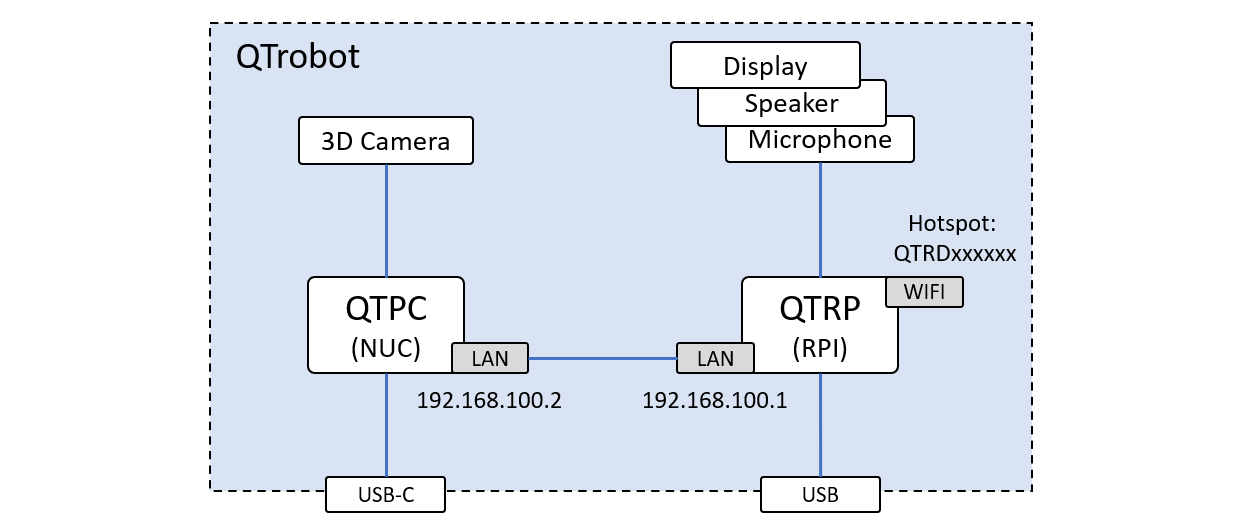 QTrobot
Display
Speaker
Microphone
3D Camera
Hotspot:
QTRDxxxxxx
WIFI
QTPC
(NUC)
LAN
192.168.100.2
QTRP
(RPI)
LAN
192.168.100.1
USB-C
USB